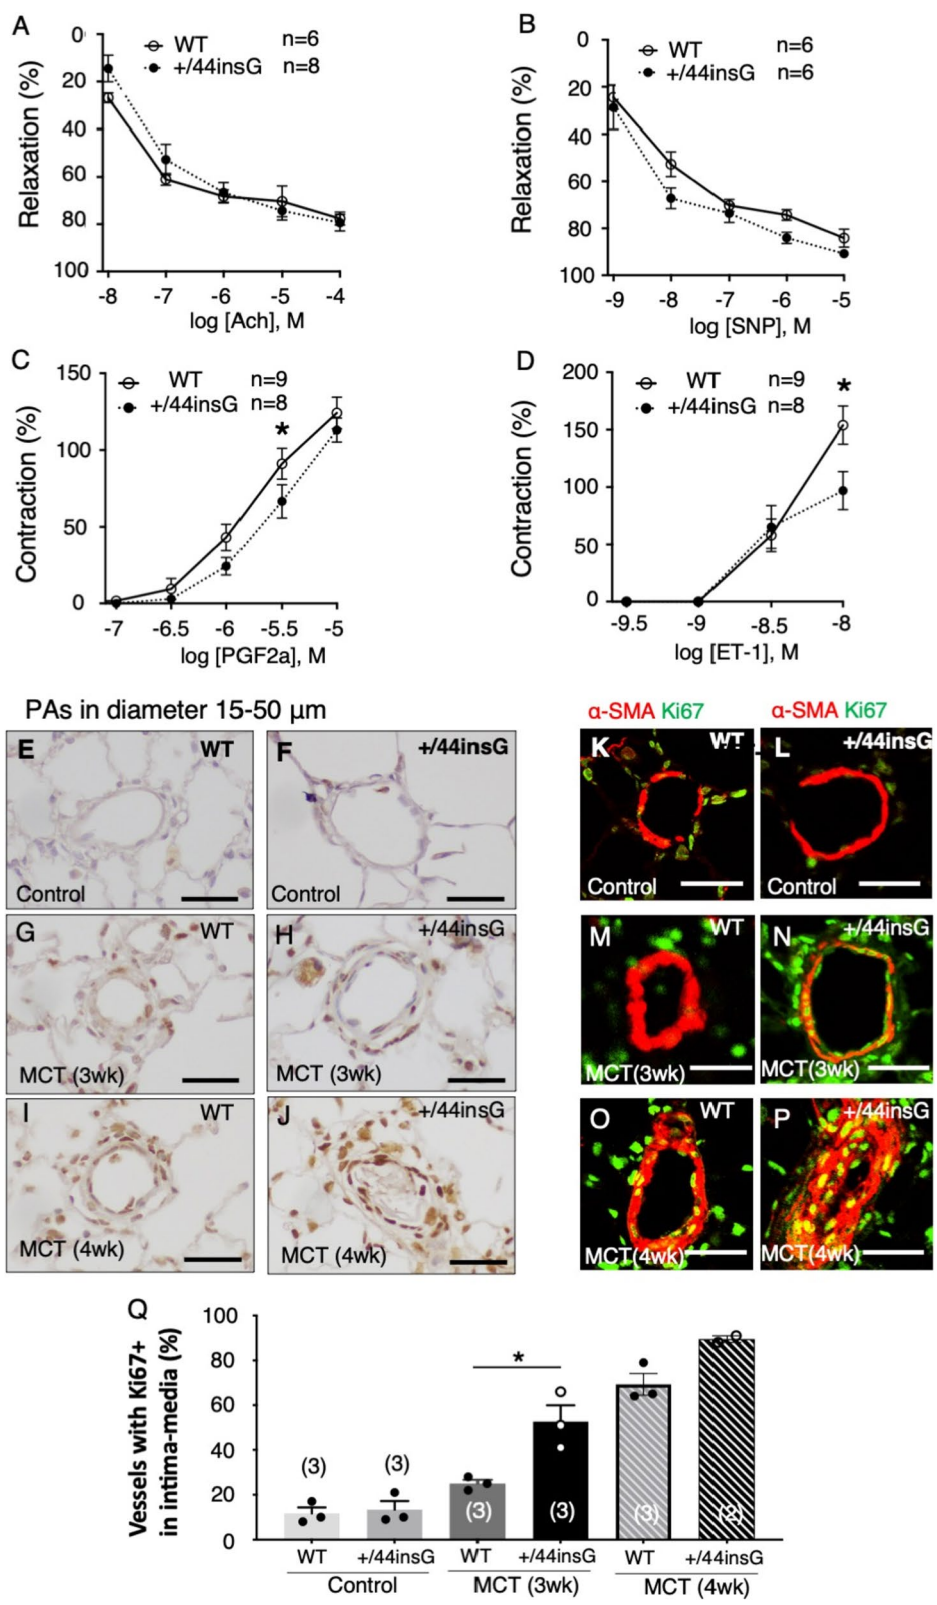 A
WT n=6
+/44insG n=8
Relaxation (%)
0
20
40
60
80
100
-8 -7 -6 -5 -4
log [Ach], M
B
WT n=6
+/44insG n=6
Relaxation (%)
0
20
40
60
80
100
-9 -8 -7 -6 -5
log [SNP], M
C
WT n=9
+/44insG n=8
*
Contraction (%)
150
100
50
0
-7 -6.5 -6 -5.5 -5
log [PGF2a], M
D
WT n=9
+/44insG n=8
*
Contraction (%)
200
150
100
50
0
-9.5 -9 -8.5 -8
log [ET-1], M
PAs in diameter 15-50 μm
E WT
Control
F +/44insG
Control
G WT
MCT (3wk)
H +/44insG
MCT (3wk)
I WT
MCT (4wk)
J +/44insG
MCT (4wk)
α-SMA Ki67
α-SMA Ki67
K WT
Control
L +/44insG
Control
M WT
MCT(3wk)
N +/44insG
MCT(3wk)
O WT
MCT(4wk)
P +/44insG
MCT(4wk)
Q
Vessels with Ki67+
in intima-media (%)
100
80
60
40
20
0
*
(3) (3) (3) (3) (3) (2)
WT +/44insG WT +/44insG WT +/44insG
Control MCT (3wk) MCT (4wk)